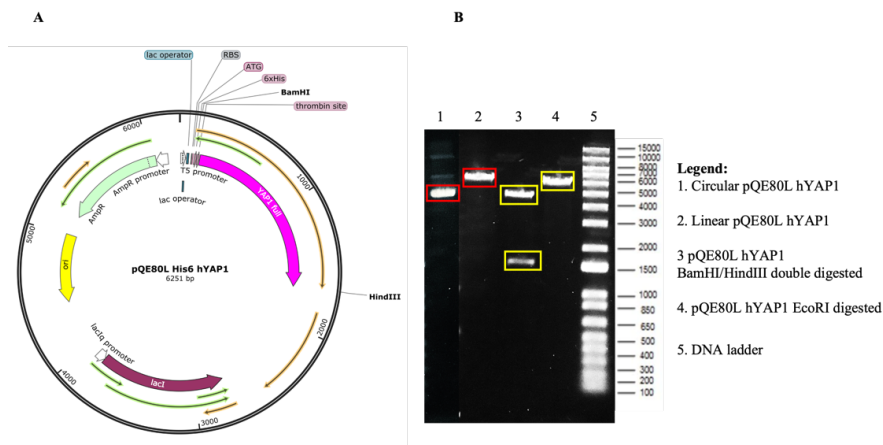 A
B
lac operator
RBS
ATG
6xHis
BamHI
thrombin site
6000
1000
5000
2000
4000
3000
AmpR promoter
AmpR
T5 promoter
lac operator
YAP1 full
ori
pQE80L His6 hYAP1
6251 bp
HindIII
lacIq promoter
lacI
1 2 3 4 5
15000
10000
8000
7000
6000
5000
4000
3000
2000
1500
1000
850
650
500
400
300
200
100
Legend:
1. Circular pQE80L hYAP1
2. Linear pQE80L hYAP1
3 pQE80L hYAP1
BamHI/HindIII double digested
4. pQE80L hYAP1 EcoRI digested
5. DNA ladder